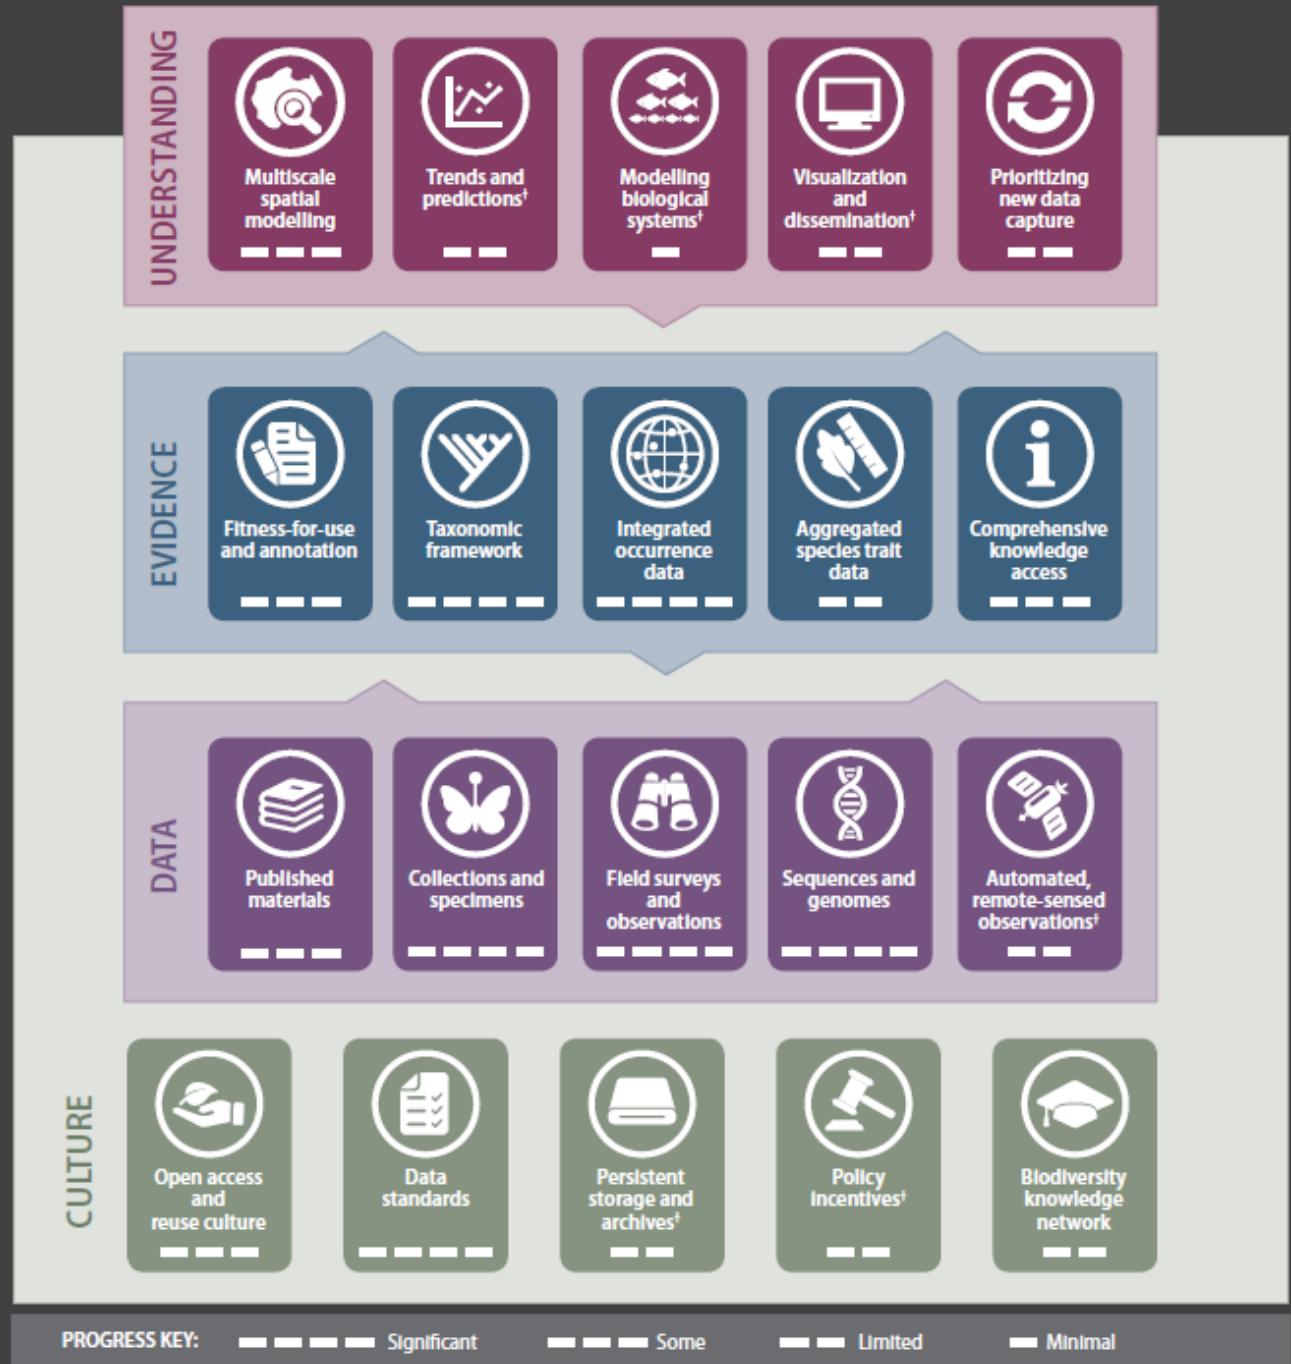 UNDERSTANDING
Multiscale
spatial
modelling
Trends and
predictions†
Modelling
biological
systems†
Visualization
and
dissemination†
Prioritizing
new data
capture
EVIDENCE
Fitness-for-use
and annotation
Taxonomic
framework
Integrated
occurrence
data
Aggregated
species trait
data
Comprehensive
knowledge
access
DATA
Published
materials
Collections and
specimens
Field surveys
and
observations
Sequences and
genomes
Automated,
remote-sensed
observations†
CULTURE
Open access
and
reuse culture
Data
standards
Persistent
storage and
archives†
Policy
incentives†
Biodiversity
knowledge
network
PROGRESS KEY: Significant Some Limited Minimal